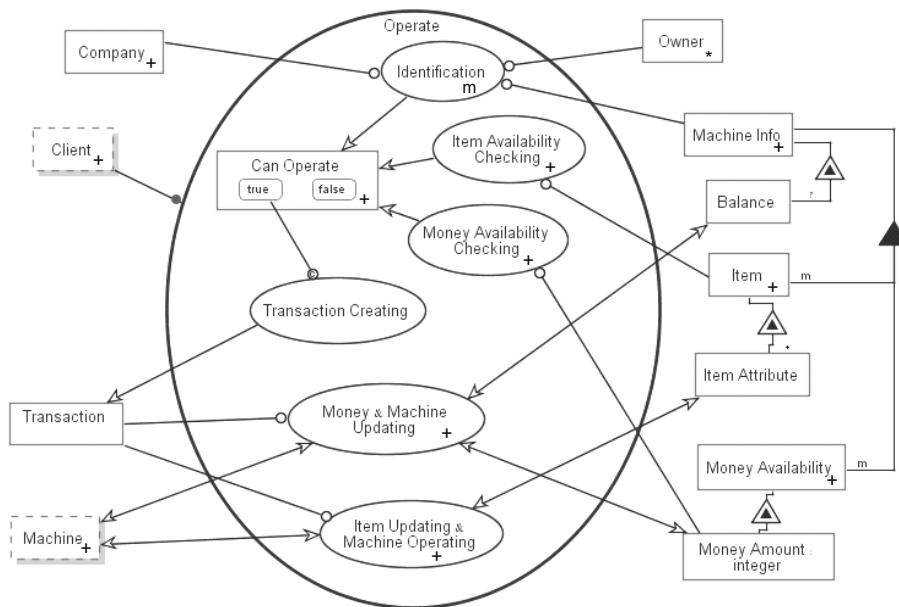 Operate
Company
+
Identification
m
Owner
*
Client
+
Item Availability
Checking
+
Machine Info
+
Can Operate
true
false
+
Balance
?
Money Availability
Checking
+
Item
+
m
Transaction Creating
Item Attribute
*
Transaction
Money & Machine
Updating
+
Money Availability
+
m
Machine
+
Item Updating &
Machine Operating
+
Money Amount :
integer